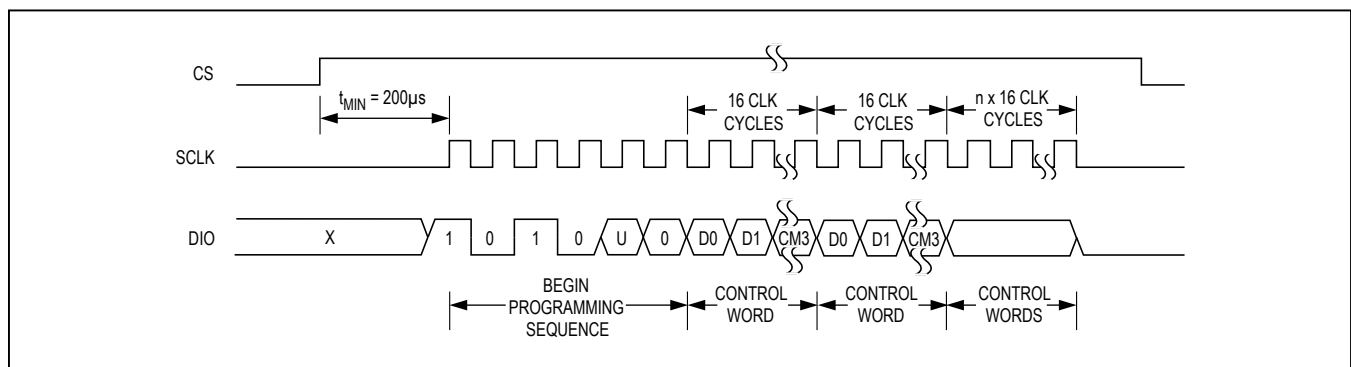 CS
t_MIN = 200µs
16 CLK
CYCLES
16 CLK
CYCLES
n x 16 CLK
CYCLES
SCLK
DIO
X 1 0 1 0 U 0 D0 D1 CM3 D0 D1 CM3
BEGIN
PROGRAMMING
SEQUENCE
CONTROL
WORD
CONTROL
WORD
CONTROL
WORDS